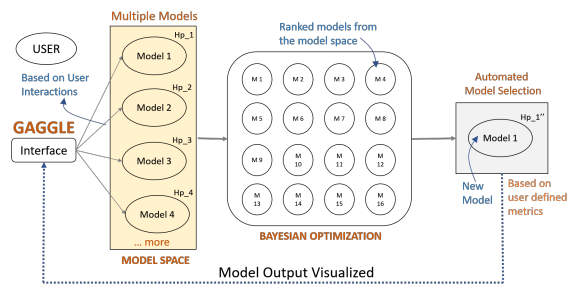 Multiple Models
USER
Based on User
Interactions
GAGGLE
Interface
Hp_1
Model 1
Hp_2
Model 2
Hp_3
Model 3
Hp_4
Model 4
... more
MODEL SPACE
Ranked models from
the model space
M 1
M 2
M 3
M 4
M 5
M 6
M 7
M 8
M 9
M
10
M
11
M
12
M
13
M
14
M
15
M
16
BAYESIAN OPTIMIZATION
Automated
Model Selection
Hp_1''
Model 1
New
Model
Based on
user defined
metrics
Model Output Visualized